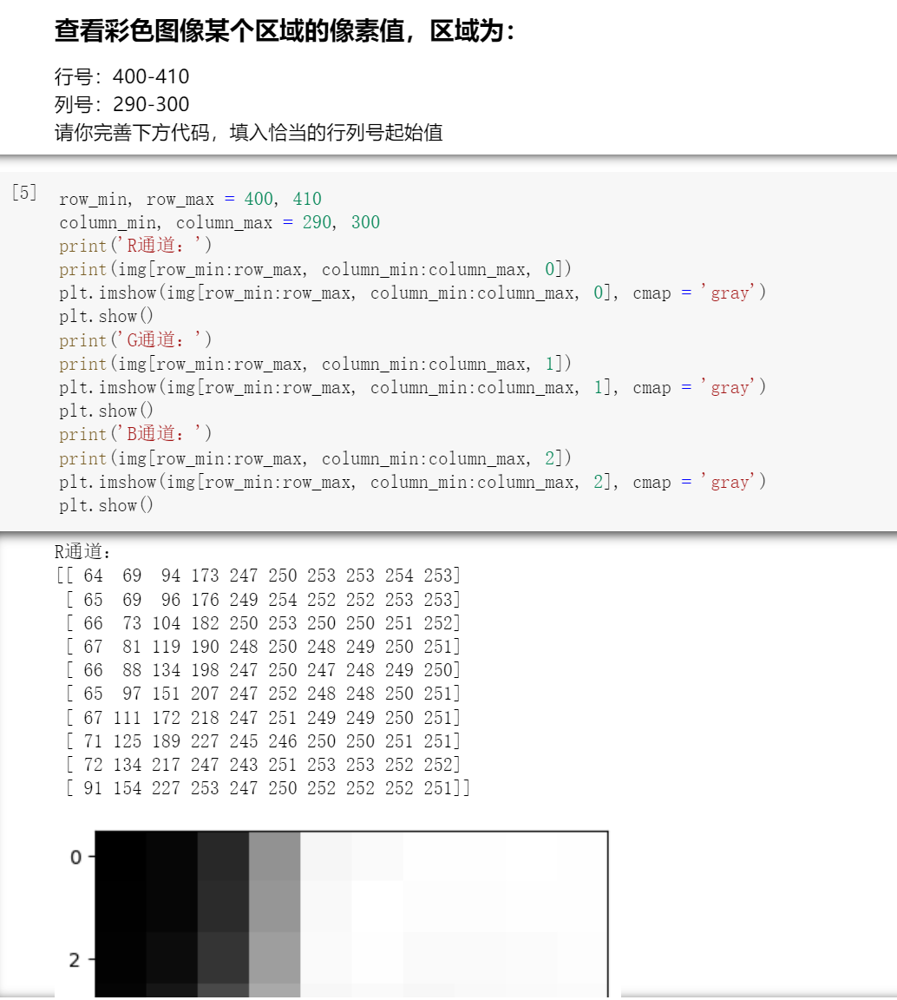 查看彩色图像某个区域的像素值，区域为：
行号：400-410
列号：290-300
请你完善下方代码，填入恰当的行列号起始值
[5]
row_min, row_max = 400, 410
column_min, column_max = 290, 300
print('R通道：')
print(img[row_min:row_max, column_min:column_max, 0])
plt.imshow(img[row_min:row_max, column_min:column_max, 0], cmap = 'gray')
plt.show()
print('G通道：')
print(img[row_min:row_max, column_min:column_max, 1])
plt.imshow(img[row_min:row_max, column_min:column_max, 1], cmap = 'gray')
plt.show()
print('B通道：')
print(img[row_min:row_max, column_min:column_max, 2])
plt.imshow(img[row_min:row_max, column_min:column_max, 2], cmap = 'gray')
plt.show()
R通道：
[[ 64  69  94 173 247 250 253 253 254 253]
 [ 65  69  96 176 249 254 252 252 253 253]
 [ 66  73 104 182 250 253 250 250 251 252]
 [ 67  81 119 190 248 250 248 249 250 251]
 [ 66  88 134 198 247 250 247 248 249 250]
 [ 65  97 151 207 247 252 248 248 250 251]
 [ 67 111 172 218 247 251 249 249 250 251]
 [ 71 125 189 227 245 246 250 250 251 251]
 [ 72 134 217 247 243 251 253 253 252 252]
 [ 91 154 227 253 247 250 252 252 252 251]]
0
2